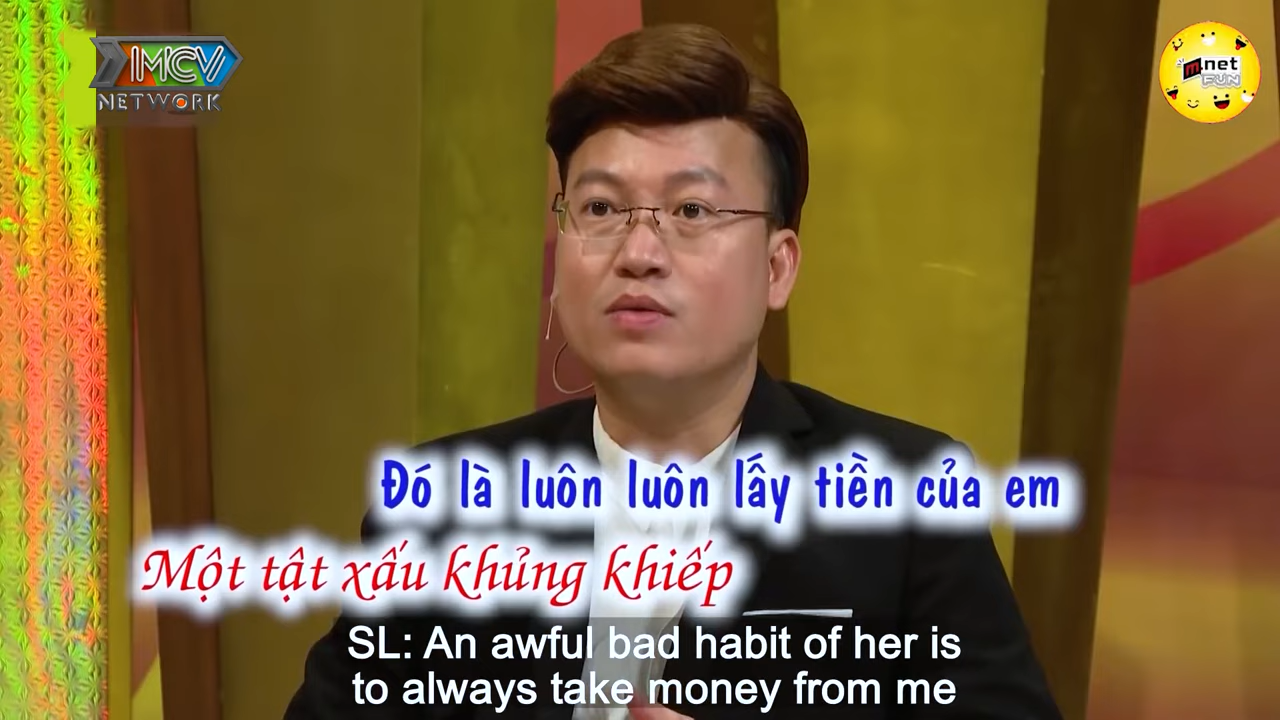 MCV
NETWORK
m.net
FUN
Đó là luôn luôn lấy tiền của em
Một tật xấu khủng khiếp
SL: An awful bad habit of her is
to always take money from me